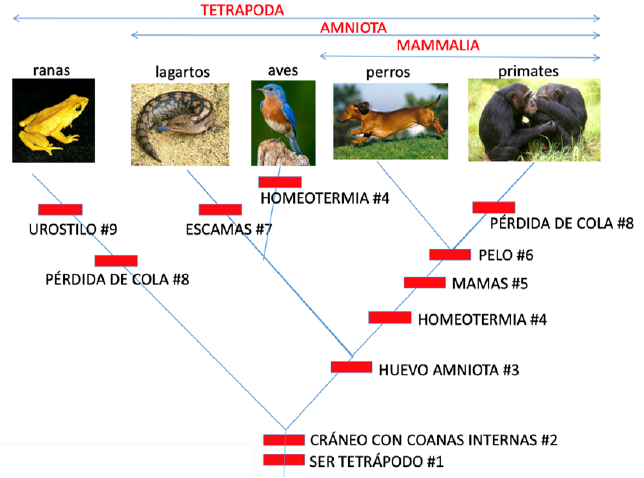 TETRAPODA
AMNIOTA
MAMMALIA
ranas
lagartos
aves
perros
primates
HOMEOTERMIA #4
UROSTILO #9
ESCAMAS #7
PÉRDIDA DE COLA #8
PELO #6
PÉRDIDA DE COLA #8
MAMAS #5
HOMEOTERMIA #4
HUEVO AMNIOTA #3
CRÁNEO CON COANAS INTERNAS #2
SER TETRÁPODO #1